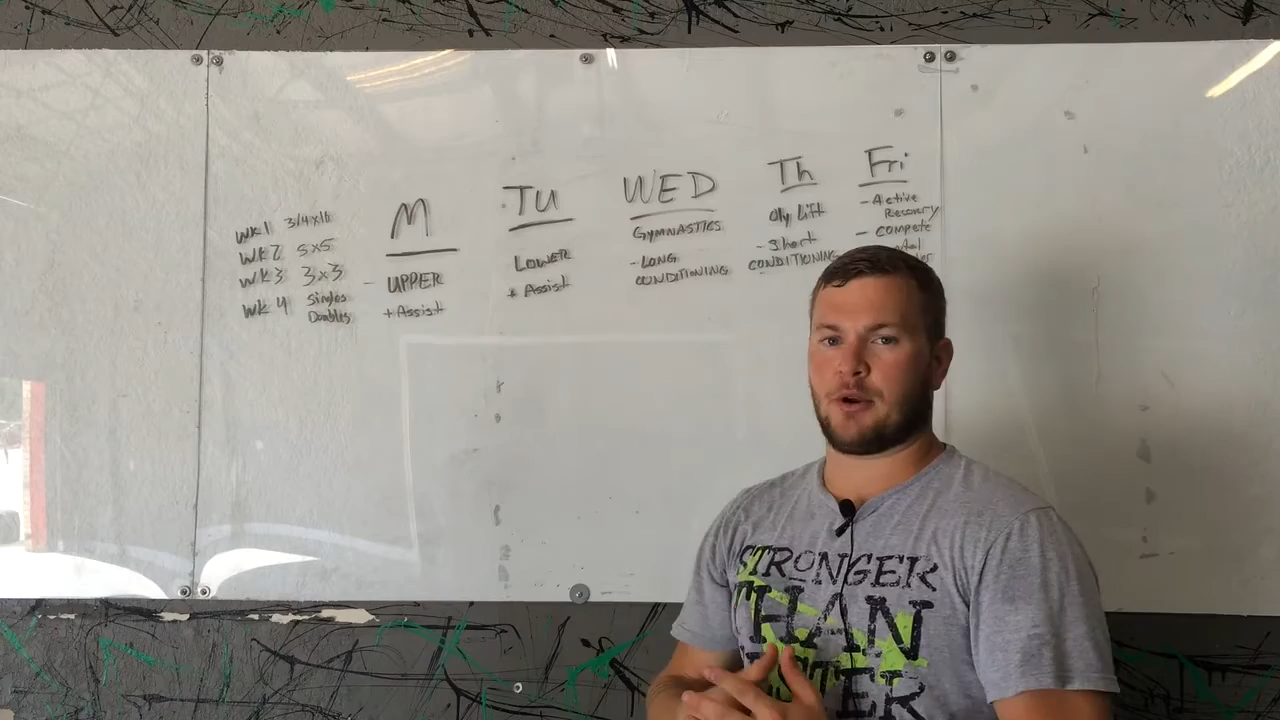 WK1 3/4x10
WK2 5x5
WK3 3x3
WK4 Singles
Doubles
M
- UPPER
+ Assist
TU
LOWER
+ Assist
WED
GYMNASTICS
- LONG
CONDITIONING
Th
Oly Lift
- Short
CONDITIONING
Fri
- Active
Recovery
- Compete
STRONGER
THAN